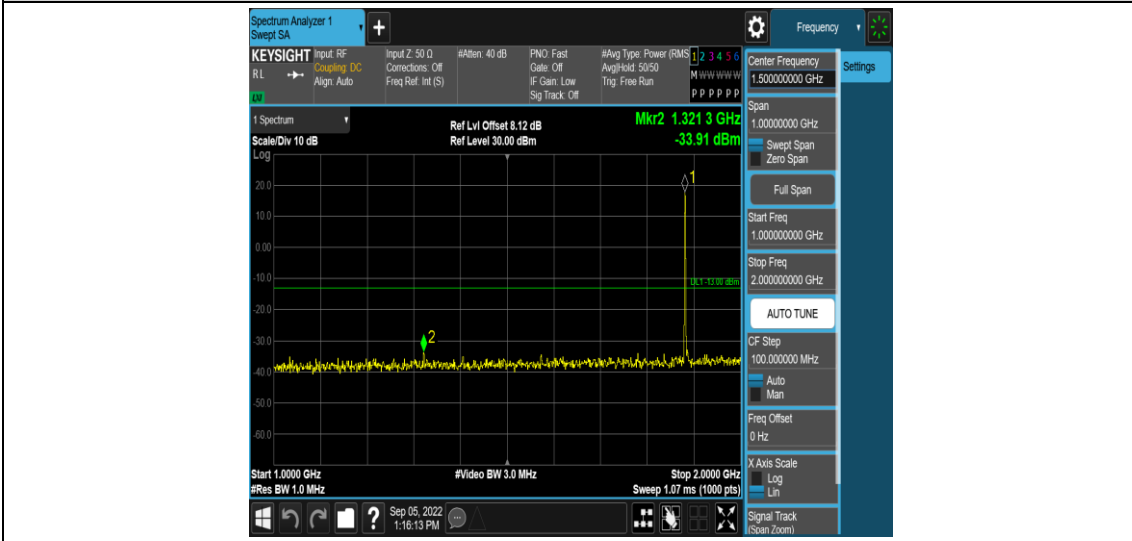 Spectrum Analyzer 1
Swept SA
+
Frequency
KEYSIGHT
RL
LXI
Input: RF
Coupling: DC
Align: Auto
Input Z: 50 Ω
Corrections: Off
Freq Ref: Int (S)
#Atten: 40 dB
PNO: Fast
Gate: Off
IF Gain: Low
Sig Track: Off
#Avg Type: Power (RMS
Avg|Hold: 50/50
Trig: Free Run
1 2 3 4 5 6
M W W W W W
P P P P P P
1 Spectrum
Scale/Div 10 dB
Log
Ref Lvl Offset 8.12 dB
Ref Level 30.00 dBm
Mkr2 1.321 3 GHz
-33.91 dBm
1
20.0
10.0
0.00
-10.0
DL1 -13.00 dBm
-20.0
2
-30.0
-40.0
-50.0
-60.0
Start 1.0000 GHz
#Res BW 1.0 MHz
#Video BW 3.0 MHz
Stop 2.0000 GHz
Sweep 1.07 ms (1000 pts)
Center Frequency
1.500000000 GHz
Settings
Span
1.00000000 GHz
Swept Span
Zero Span
Full Span
Start Freq
1.000000000 GHz
Stop Freq
2.000000000 GHz
AUTO TUNE
CF Step
100.000000 MHz
Auto
Man
Freq Offset
0 Hz
X Axis Scale
Log
Lin
Signal Track
(Span Zoom)
?
Sep 05, 2022
1:16:13 PM